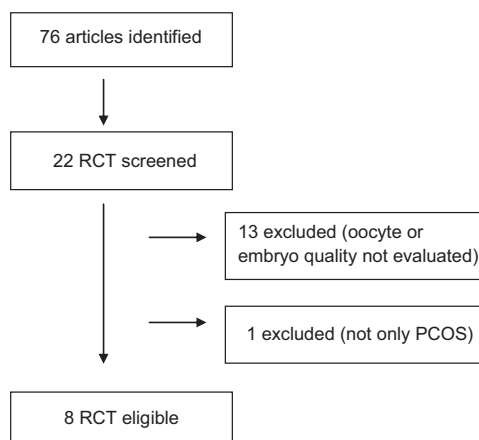 76 articles identified
22 RCT screened
13 excluded (oocyte or
embryo quality not evaluated)
1 excluded (not only PCOS)
8 RCT eligible